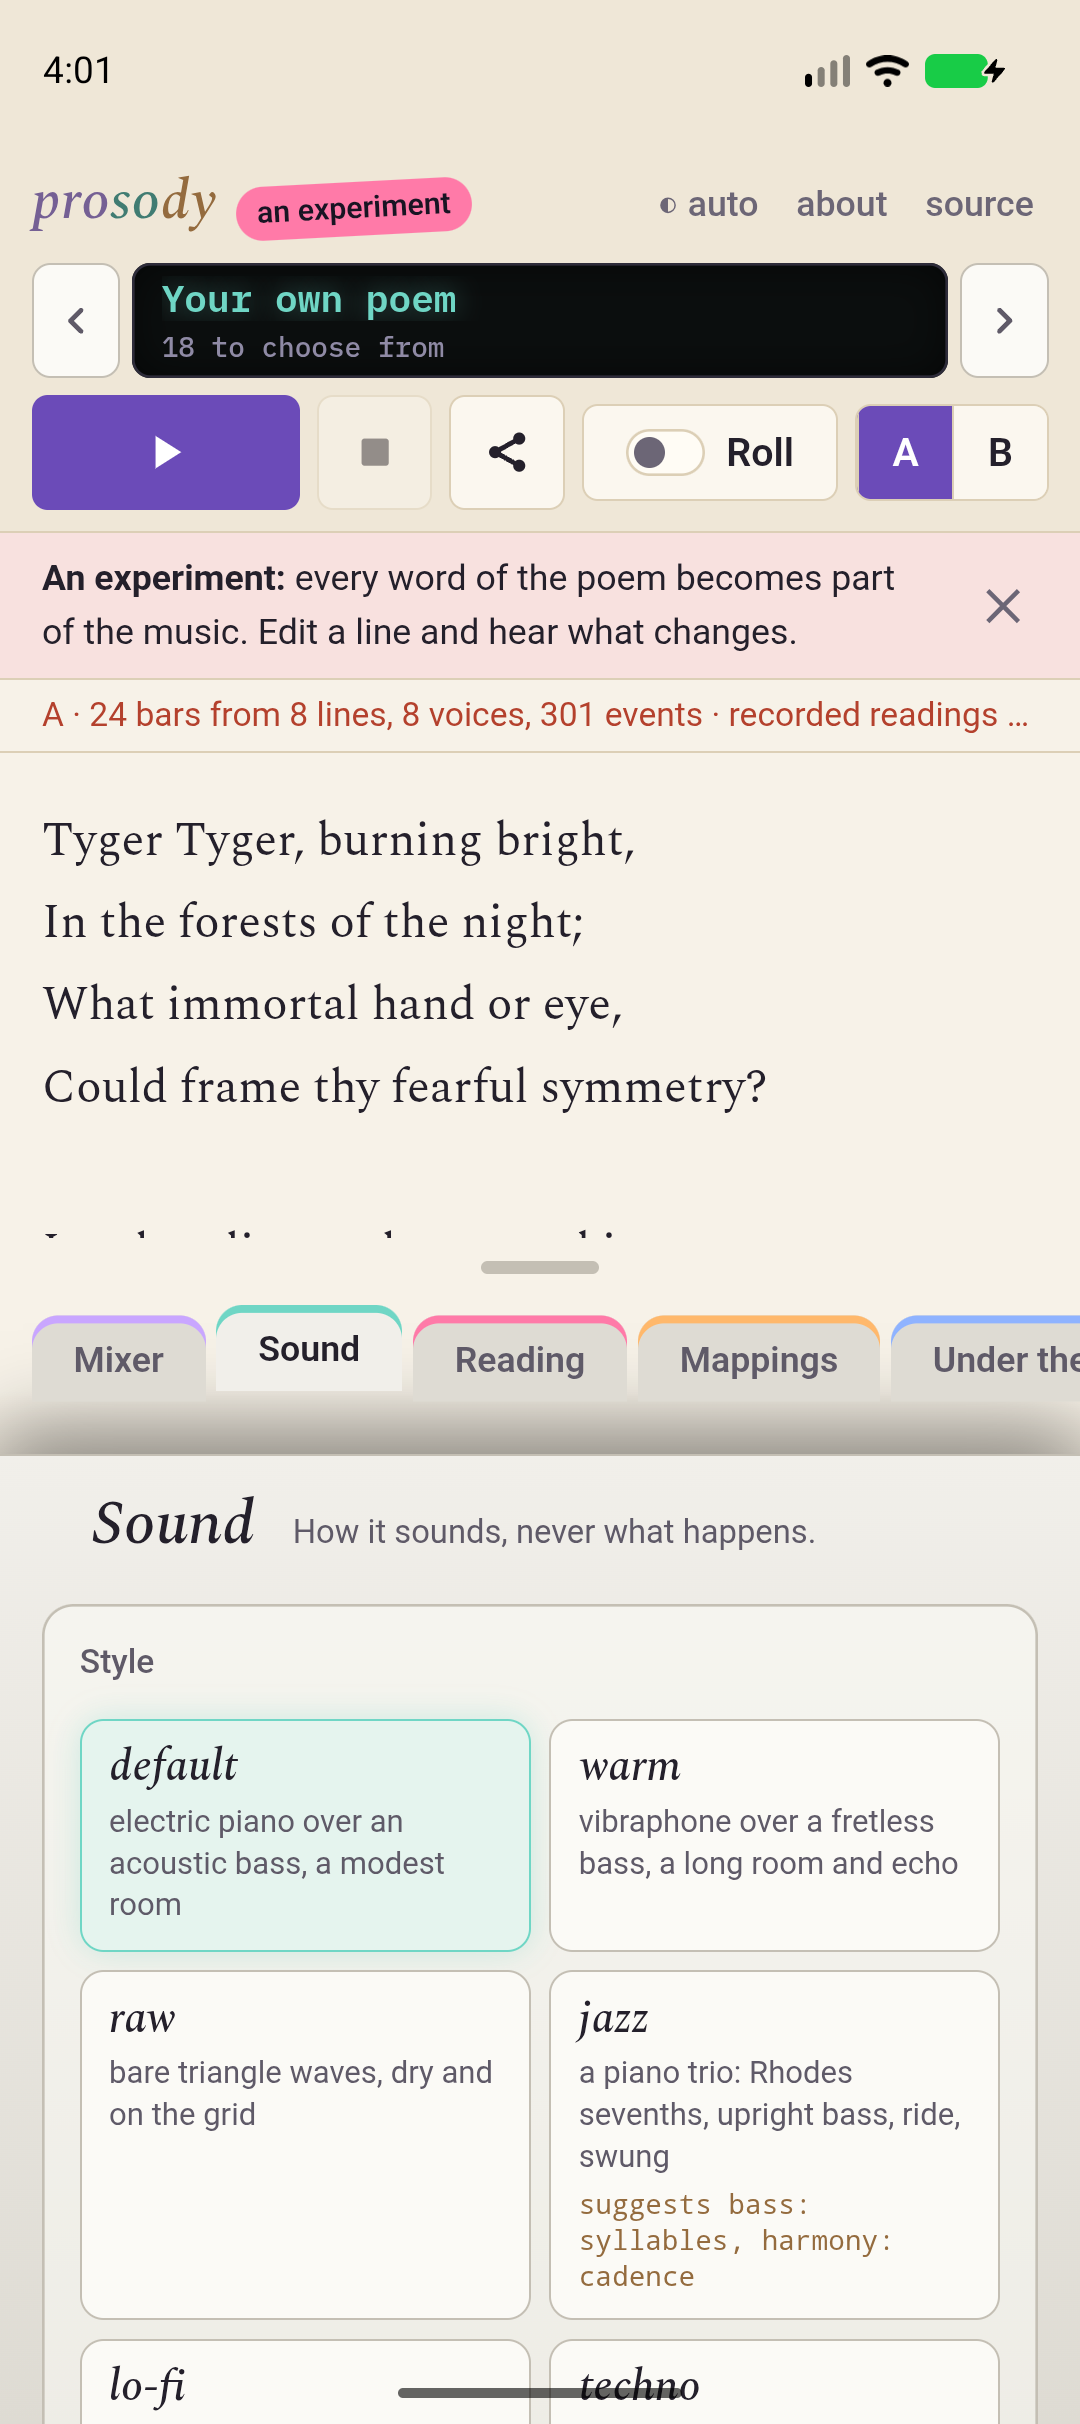 4:01
prosody an experiment auto about source
Your own poem
18 to choose from
Roll A B
An experiment: every word of the poem becomes part
of the music. Edit a line and hear what changes.
A · 24 bars from 8 lines, 8 voices, 301 events · recorded readings ...
Tyger Tyger, burning bright,
In the forests of the night;
What immortal hand or eye,
Could frame thy fearful symmetry?
Mixer Sound Reading Mappings Under the
Sound How it sounds, never what happens.
Style
default
electric piano over an
acoustic bass, a modest
room
warm
vibraphone over a fretless
bass, a long room and echo
raw
bare triangle waves, dry and
on the grid
jazz
a piano trio: Rhodes
sevenths, upright bass, ride,
swung
suggests bass:
syllables, harmony:
cadence
lo-fi
techno